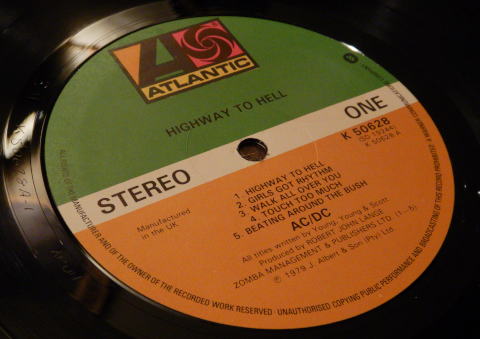 ATLANTIC
HIGHWAY TO HELL
STEREO
ONE
K 50628
(SD 19244)
K 50628 A
Manufactured
in the UK
1. HIGHWAY TO HELL
2. GIRLS GOT RHYTHM
3. WALK ALL OVER YOU
4. TOUCH TOO MUCH
5. BEATING AROUND THE BUSH
AC/DC
All titles written by Young, Young & Scott
Produced by ROBERT JOHN LANGE
ZOMBA MANAGEMENT & PUBLISHERS LTD (1—5)
℗ 1979 J. Albert & Son (Pty) Ltd
MANUFACTURER AND OF THE OWNER OF THE RECORDED WORK RESERVED · UNAUTHORISED COPYING PUBLIC PERFORMANCE AND BROADCASTING OF THIS RECORD PROHIBITED